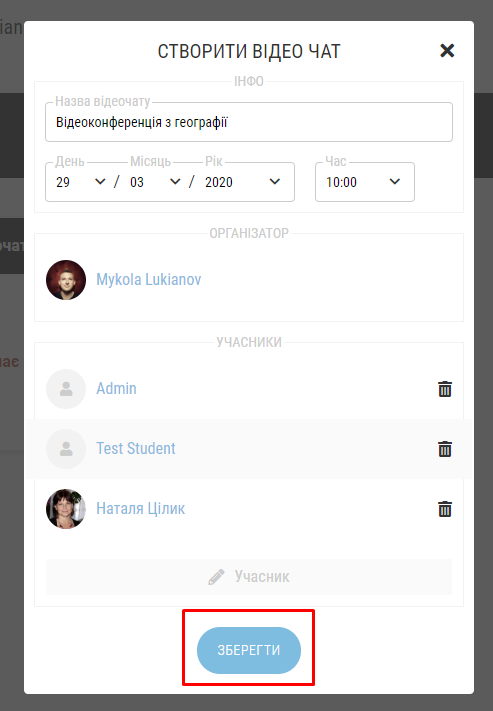 СТВОРИТИ ВІДЕО ЧАТ
ІНФО
Назва відеочату
Відеоконференція з географії
День Місяць Рік Час
29 / 03 / 2020 10:00
ОРГАНІЗАТОР
Mykola Lukianov
УЧАСНИКИ
Admin
Test Student
Наталя Цілик
Учасник
ЗБЕРЕГТИ